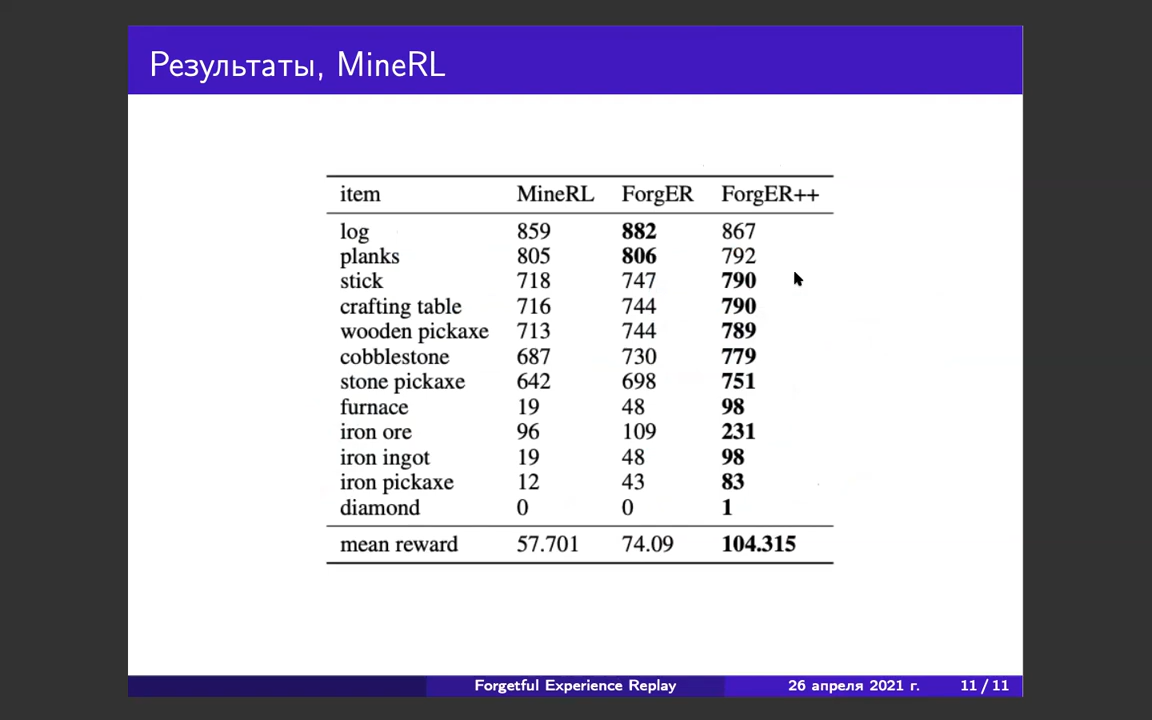 Результаты, MineRL
item MineRL ForgER ForgER++
log 859 882 867
planks 805 806 792
stick 718 747 790
crafting table 716 744 790
wooden pickaxe 713 744 789
cobblestone 687 730 779
stone pickaxe 642 698 751
furnace 19 48 98
iron ore 96 109 231
iron ingot 19 48 98
iron pickaxe 12 43 83
diamond 0 0 1
mean reward 57.701 74.09 104.315
Forgetful Experience Replay 26 апреля 2021 г. 11 / 11